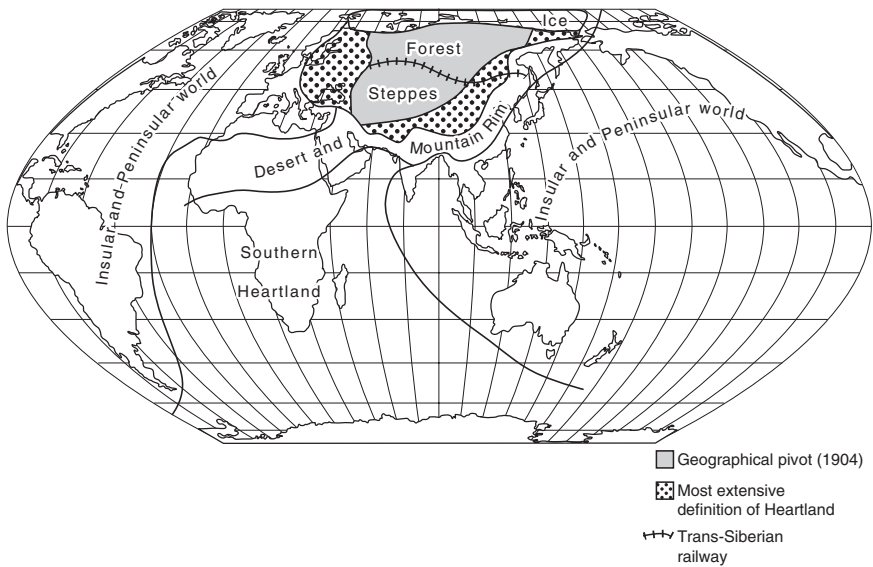 Ice
Forest
Steppes
Insular and Peninsular world
Desert and
Mountain Rim
Insular and Peninsular world
Southern
Heartland
Geographical pivot (1904)
Most extensive
definition of Heartland
Trans-Siberian
railway